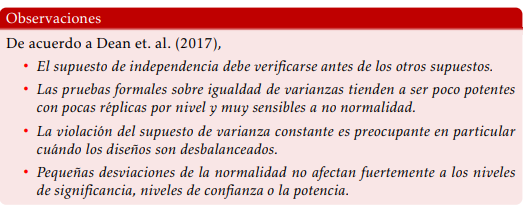 Observaciones
De acuerdo a Dean et. al. (2017),
• El supuesto de independencia debe verificarse antes de los otros supuestos.
• Las pruebas formales sobre igualdad de varianzas tienden a ser poco potentes
con pocas réplicas por nivel y muy sensibles a no normalidad.
• La violación del supuesto de varianza constante es preocupante en particular
cuándo los diseños son desbalanceados.
• Pequeñas desviaciones de la normalidad no afectan fuertemente a los niveles
de significancia, niveles de confianza o la potencia.